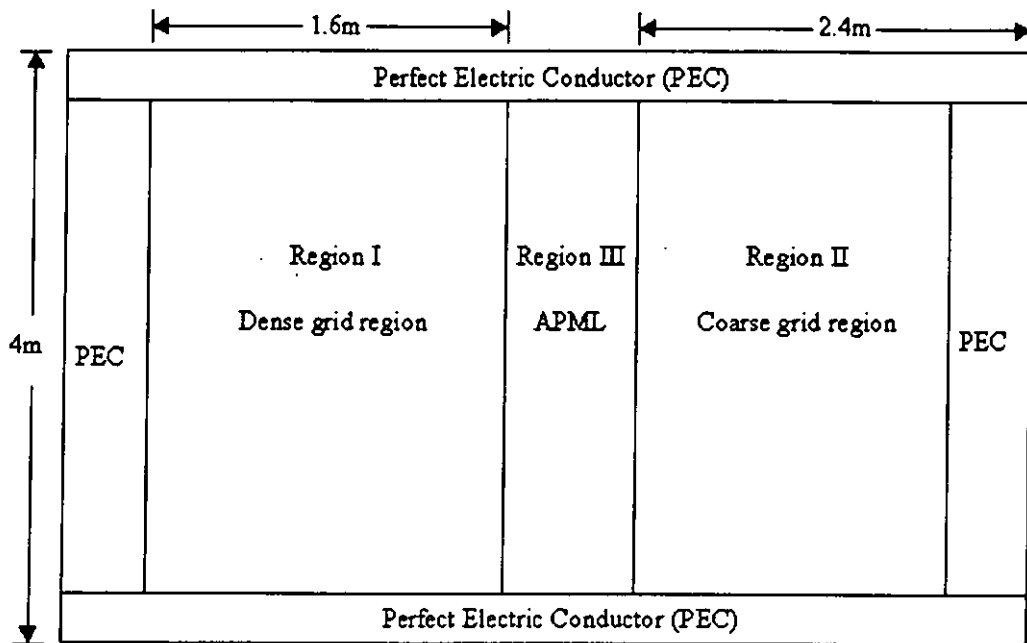 1.6m
2.4m
Perfect Electric Conductor (PEC)
Region I
Region III
Region II
Dense grid region
APML
Coarse grid region
4m
PEC
PEC
Perfect Electric Conductor (PEC)